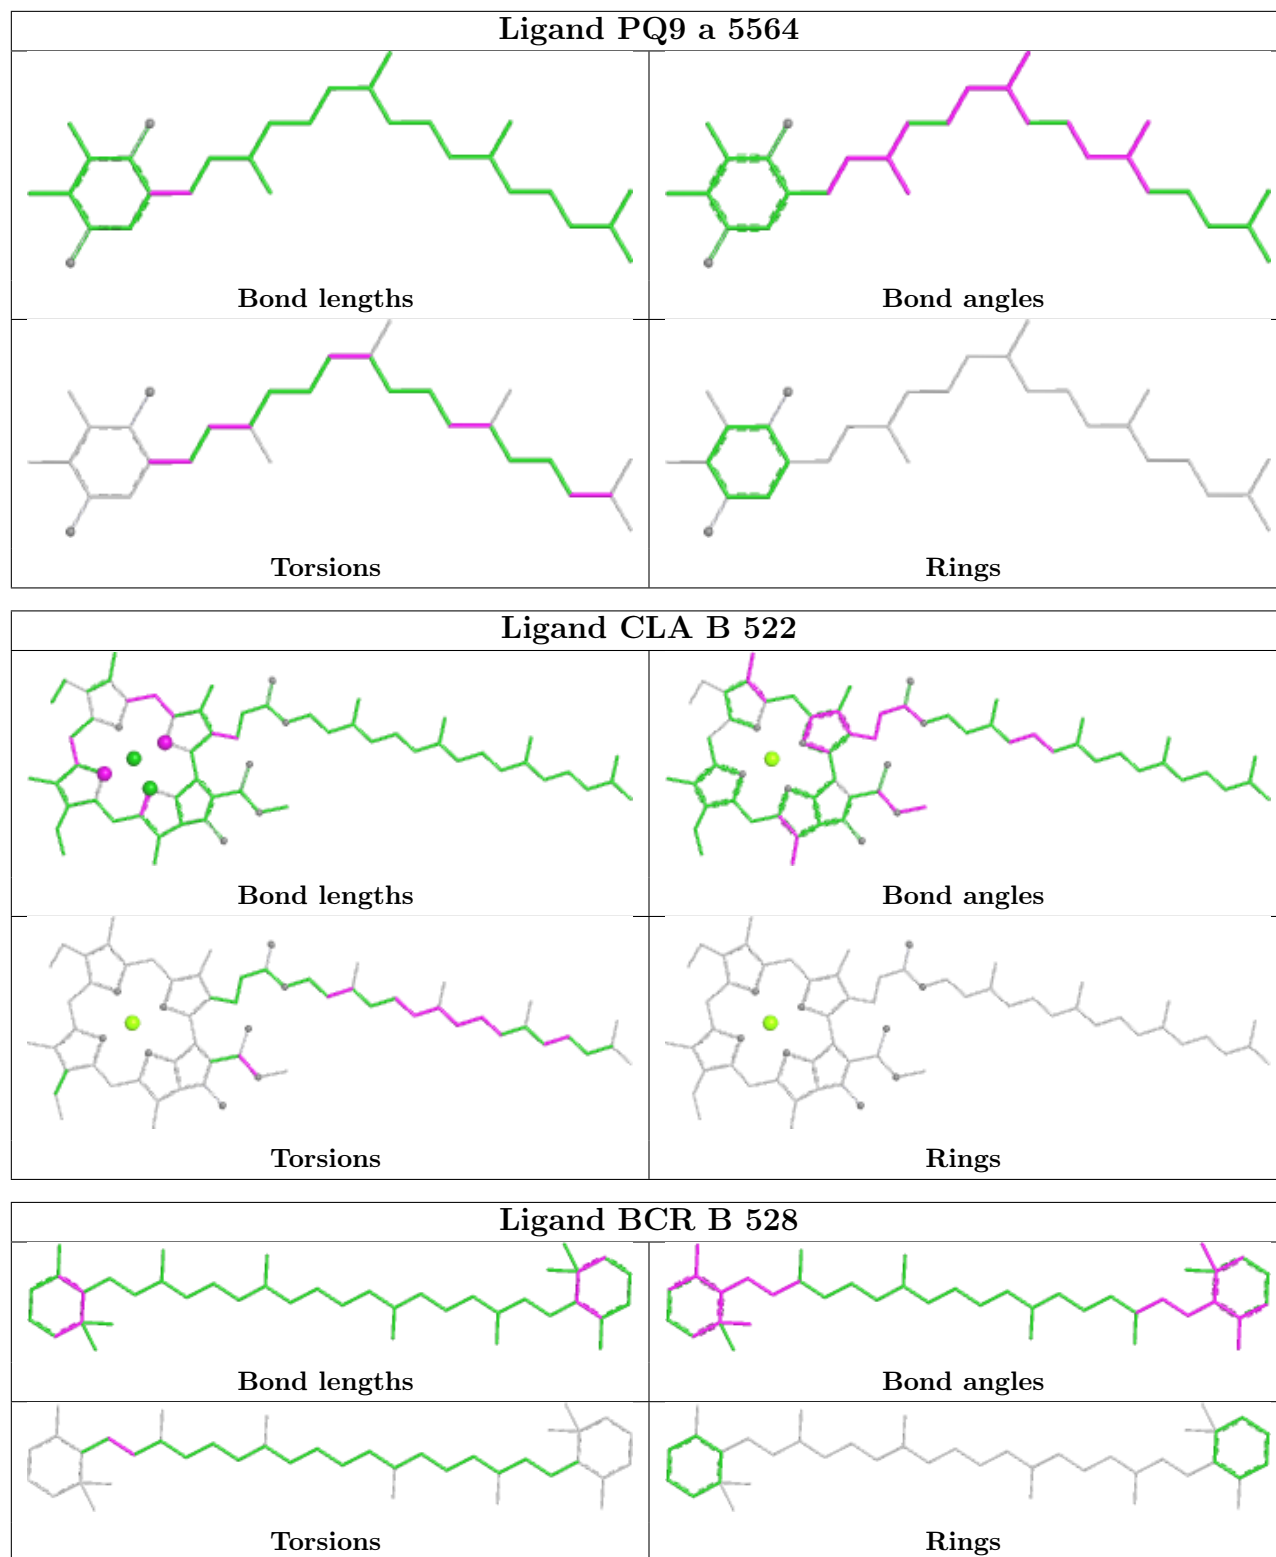 Ligand PQ9 a 5564
Bond lengths
Bond angles
Torsions
Rings
Ligand CLA B 522
Bond lengths
Bond angles
Torsions
Rings
Ligand BCR B 528
Bond lengths
Bond angles
Torsions
Rings